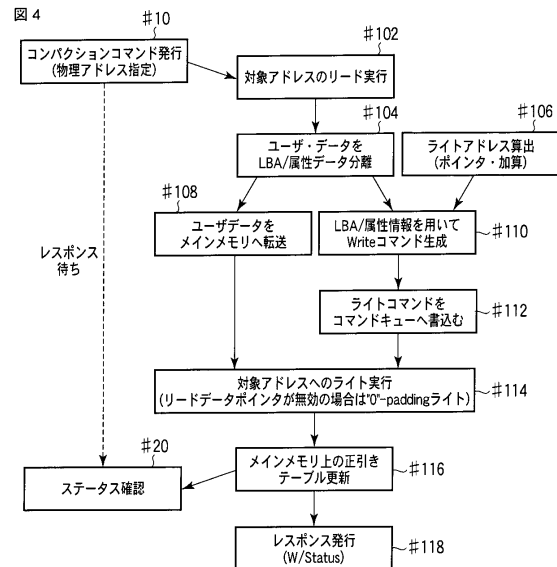 図4
#10
コンパクションコマンド発行
(物理アドレス指定)
#102
対象アドレスのリード実行
#104
ユーザ・データを
LBA/属性データ分離
#106
ライトアドレス算出
(ポインタ・加算)
#108
ユーザデータを
メインメモリへ転送
LBA/属性情報を用いて
Writeコマンド生成
#110
レスポンス
待ち
ライトコマンドを
コマンドキューへ書込む
#112
対象アドレスへのライト実行
(リードデータポインタが無効の場合は"0"-paddingライト)
#114
#20
ステータス確認
メインメモリ上の正引き
テーブル更新
#116
レスポンス発行
(W/Status)
#118